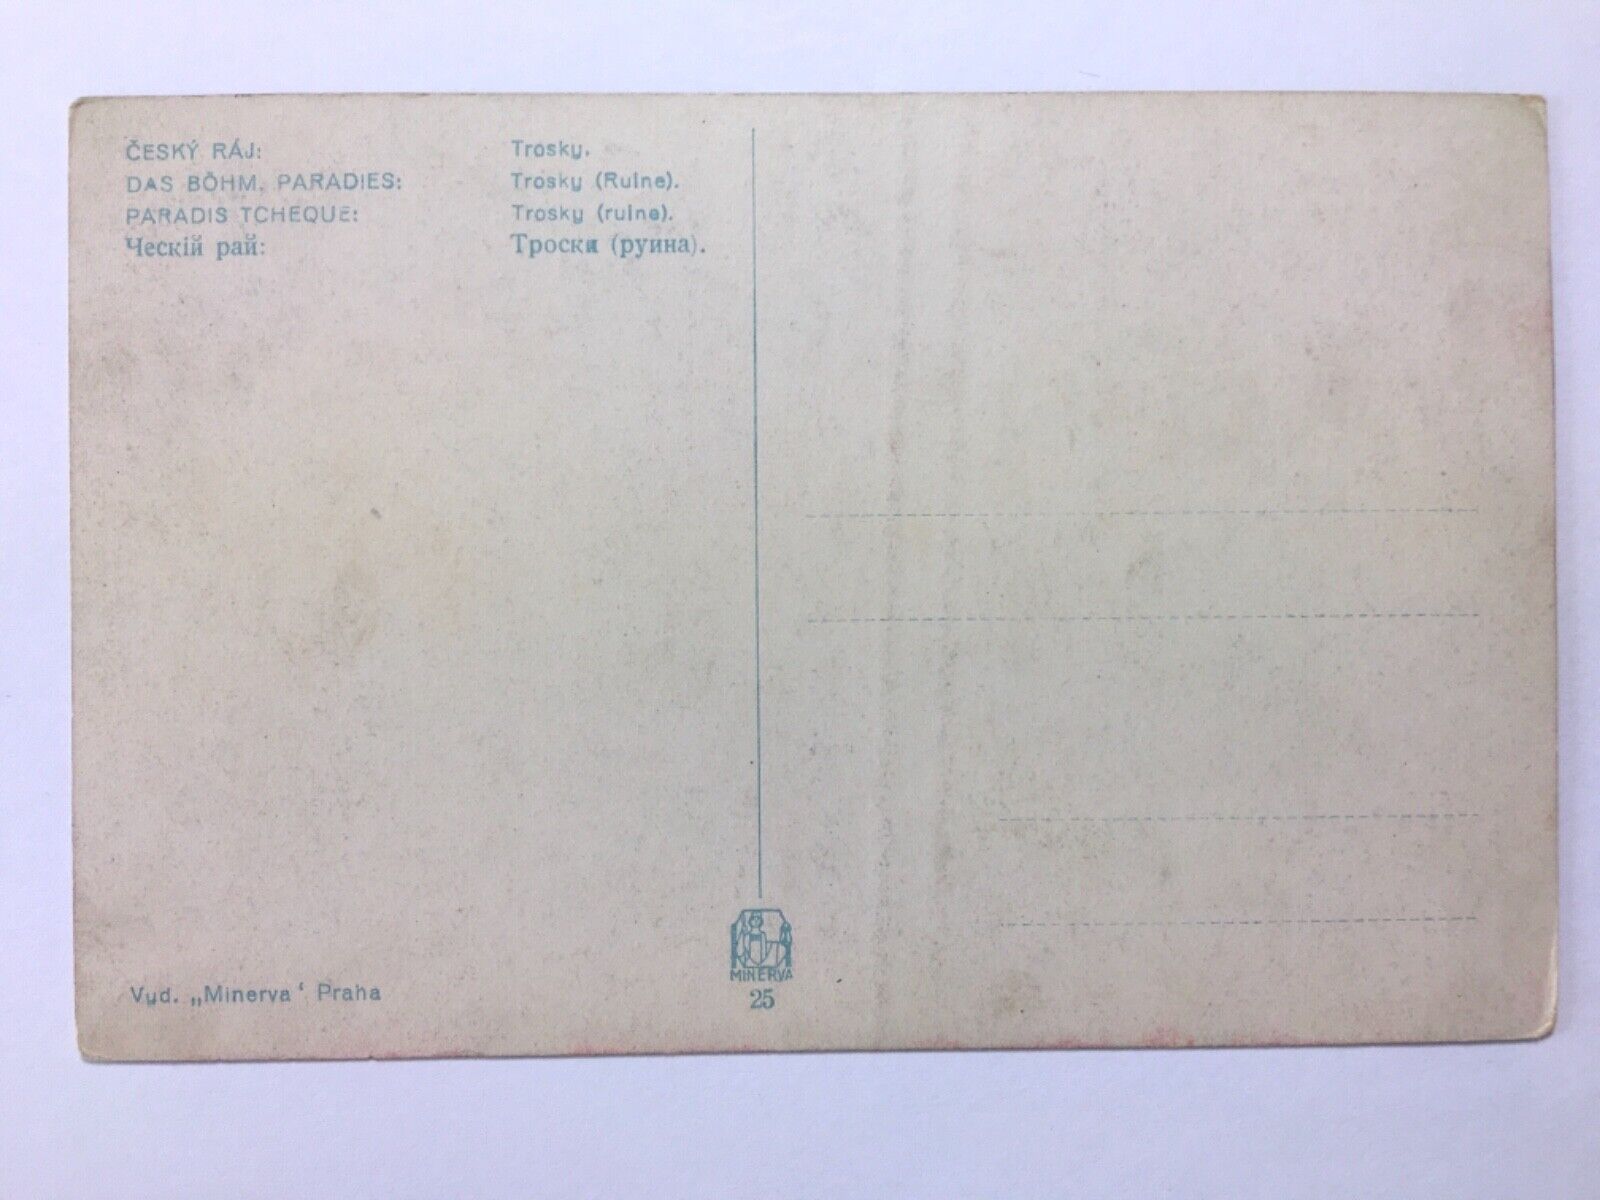 ČESKÝ RÁJ: Trosky.
DAS BÖHM. PARADIES: Trosky (Ruine).
PARADIS TCHEQUE: Trosky (ruine).
Ческій рай: Троски (руина).
MINERVA
25
Vyd. „Minerva‘ Praha